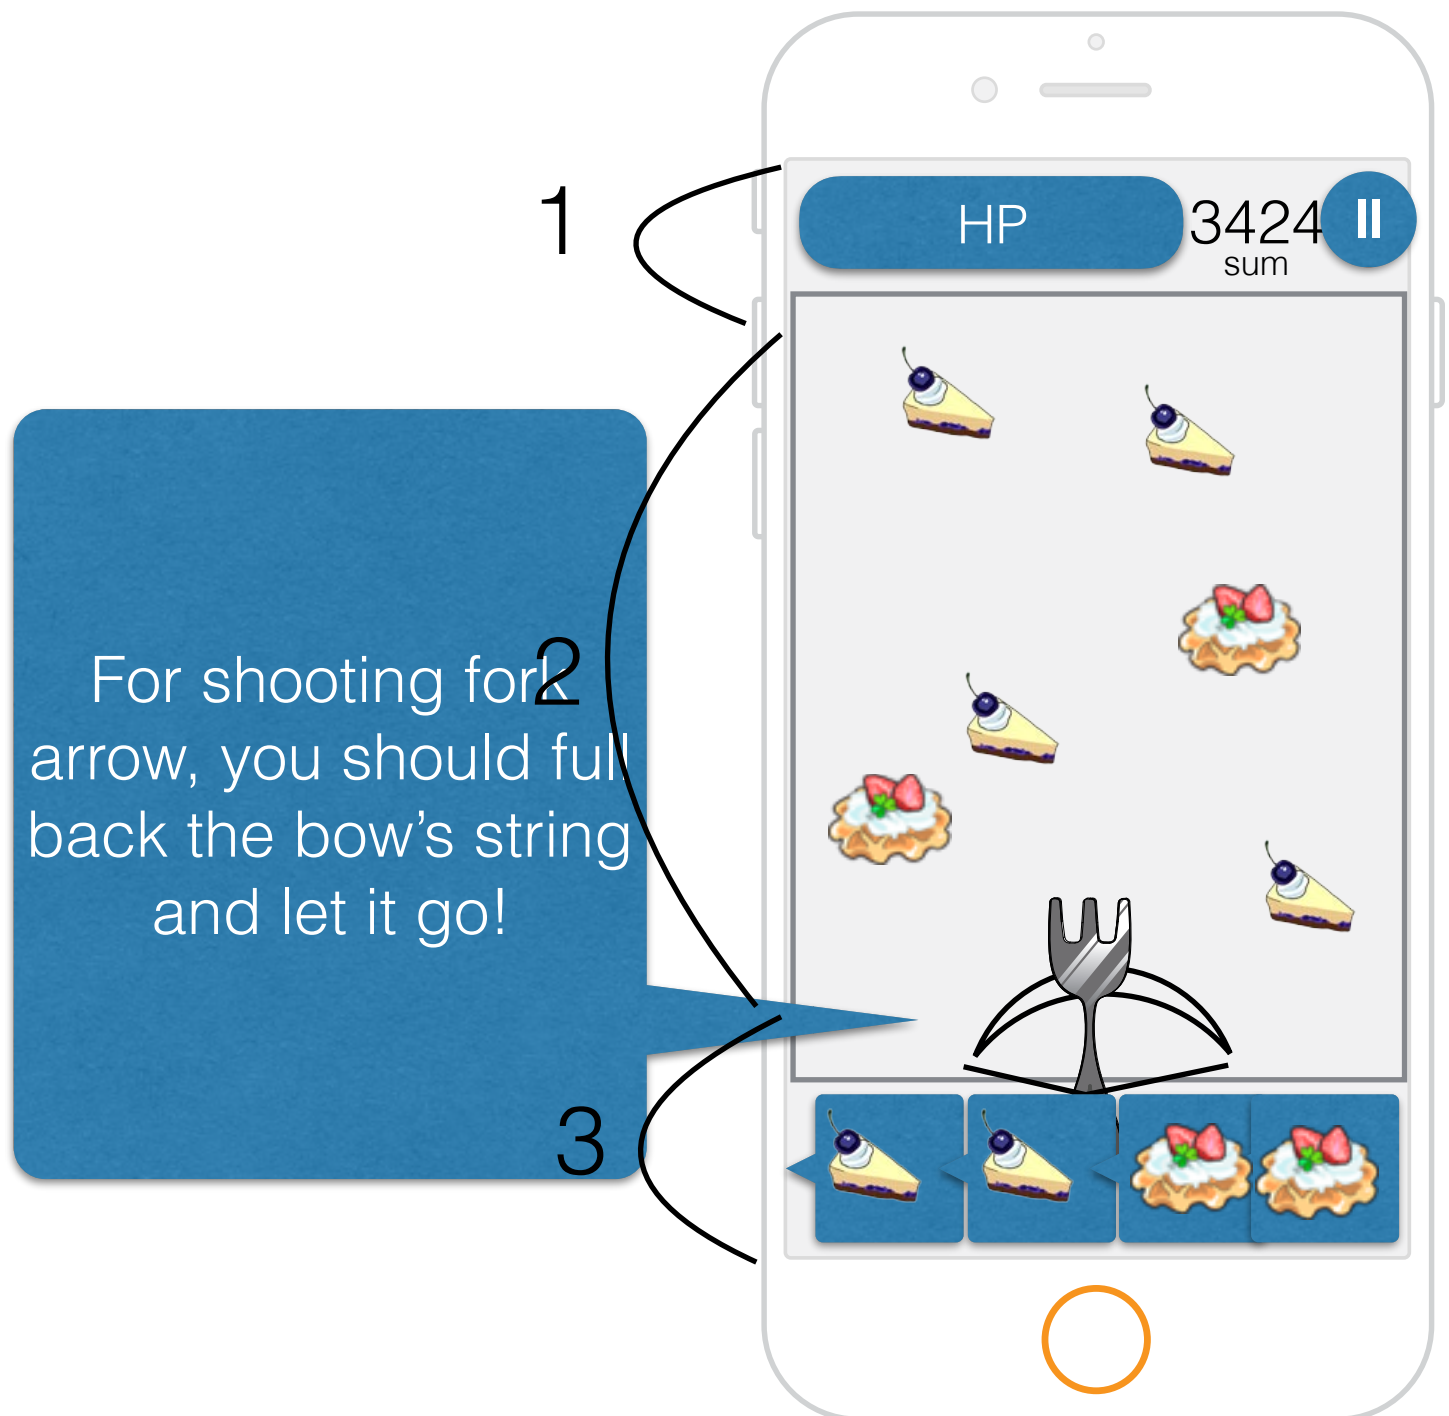 1
HP
3424
sum
2
For shooting fork
arrow, you should full
back the bow’s string
and let it go!
3